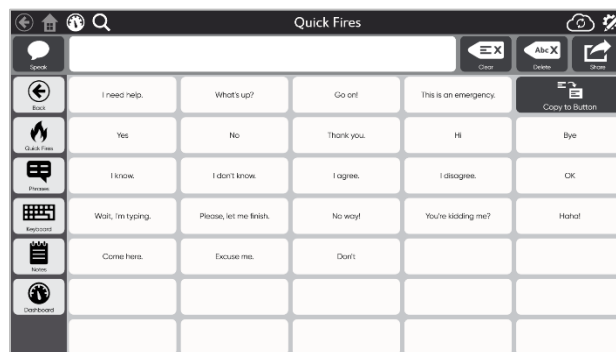 Quick Fires
Speak
Clear
Abc
Delete
Share
Back
I need help.
What's up?
Go on!
This is an emergency.
Copy to Button
Quick Fires
Yes
No
Thank you.
Hi
Bye
Phrases
I know.
I don't know.
I agree.
I disagree.
OK
Keyboard
Wait, I'm typing.
Please, let me finish.
No way!
You're kidding me?
Haha!
Notes
Come here.
Excuse me.
Don't
Dashboard